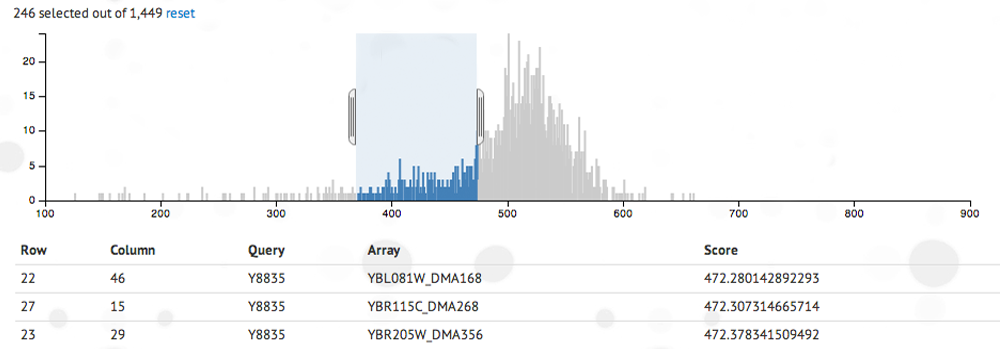 246 selected out of 1,449 reset
20
15
10
5
0
100 200 300 400 500 600 700 800 900
Row Column Query Array Score
22 46 Y8835 YBL081W_DMA168 472.280142892293
27 15 Y8835 YBR115C_DMA268 472.307314665714
23 29 Y8835 YBR205W_DMA356 472.378341509492